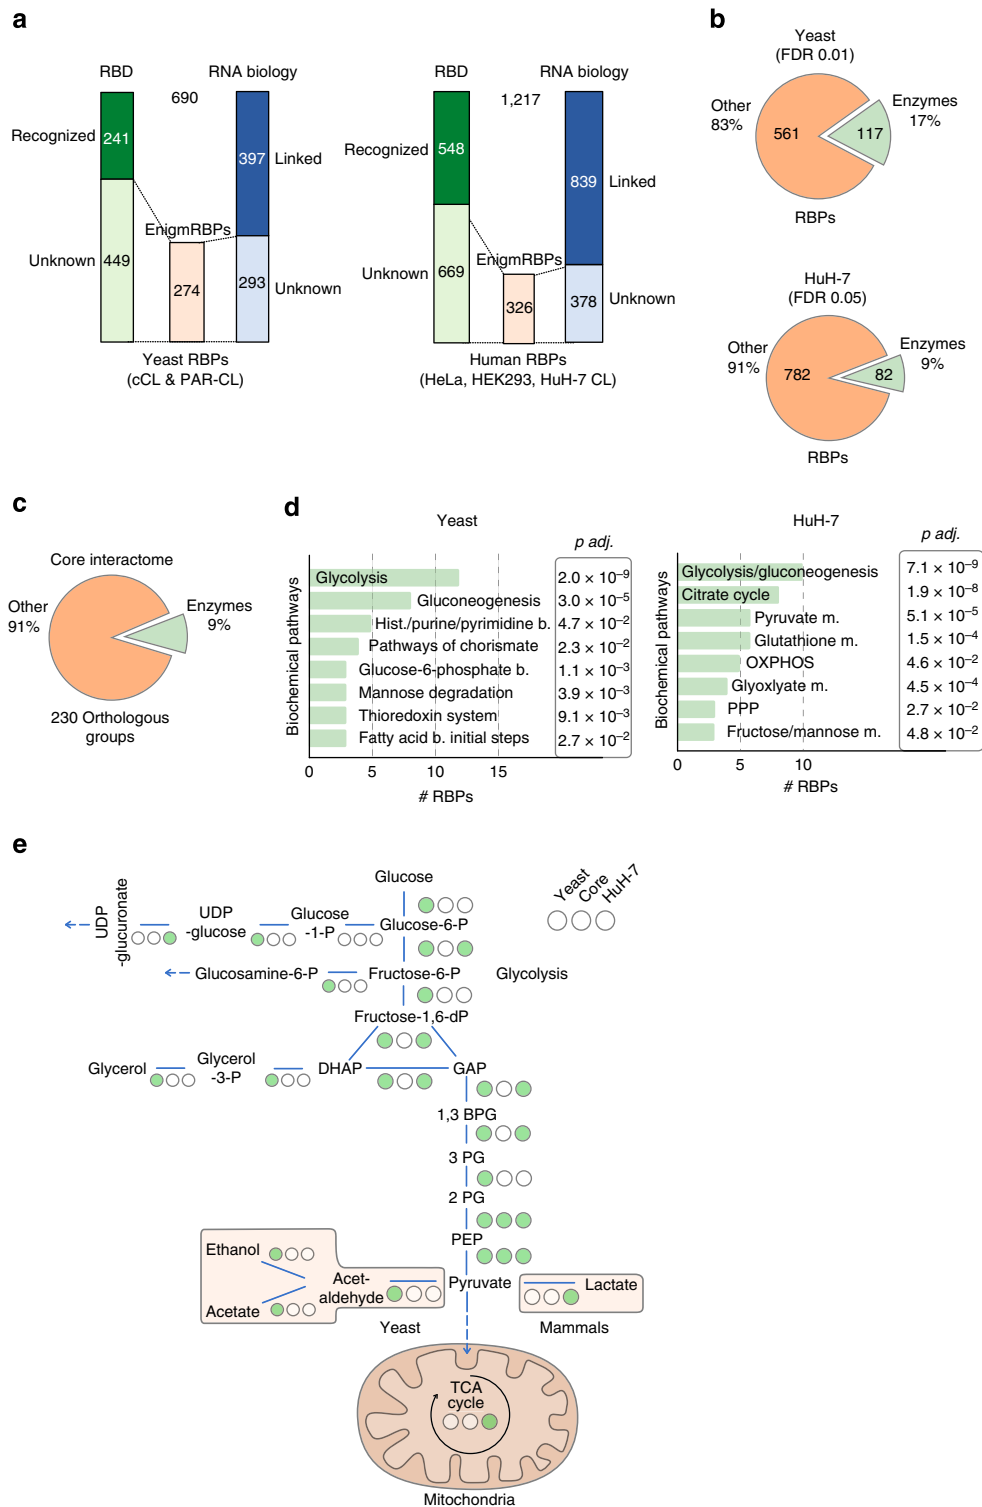 a
RBD
690
RNA biology
Recognized
241
397
Linked
EnigmRBPs
Unknown
449
274
293
Unknown
Yeast RBPs
(cCL & PAR-CL)
RBD
1,217
RNA biology
Recognized
548
839
Linked
EnigmRBPs
Unknown
669
326
378
Unknown
Human RBPs
(HeLa, HEK293, HuH-7 CL)
b
Yeast
(FDR 0.01)
Other
83%
561
117
Enzymes
17%
RBPs
HuH-7
(FDR 0.05)
Other
91%
782
82
Enzymes
9%
RBPs
c
Core interactome
Other
91%
Enzymes
9%
230 Orthologous
groups
d
Yeast
p adj.
Biochemical pathways
Glycolysis
2.0 × 10⁻⁹
Gluconeogenesis
3.0 × 10⁻⁵
Hist./purine/pyrimidine b.
4.7 × 10⁻²
Pathways of chorismate
2.3 × 10⁻²
Glucose-6-phosphate b.
1.1 × 10⁻³
Mannose degradation
3.9 × 10⁻³
Thioredoxin system
9.1 × 10⁻³
Fatty acid b. initial steps
2.7 × 10⁻²
0 5 10 15
# RBPs
HuH-7
p adj.
Biochemical pathways
Glycolysis/gluconeogenesis
7.1 × 10⁻⁹
Citrate cycle
1.9 × 10⁻⁸
Pyruvate m.
5.1 × 10⁻⁵
Glutathione m.
1.5 × 10⁻⁴
OXPHOS
4.6 × 10⁻²
Glyoxlyate m.
4.5 × 10⁻⁴
PPP
2.7 × 10⁻²
Fructose/mannose m.
4.8 × 10⁻²
0 5 10
# RBPs
e
Yeast
Core
HuH-7
Glucose
UDP
-glucuronate
UDP
-glucose
Glucose
-1-P
Glucose-6-P
Glucosamine-6-P
Fructose-6-P
Glycolysis
Fructose-1,6-dP
Glycerol
Glycerol
-3-P
DHAP
GAP
1,3 BPG
3 PG
2 PG
PEP
Ethanol
Acetate
Acet-
aldehyde
Pyruvate
Lactate
Yeast
Mammals
TCA
cycle
Mitochondria